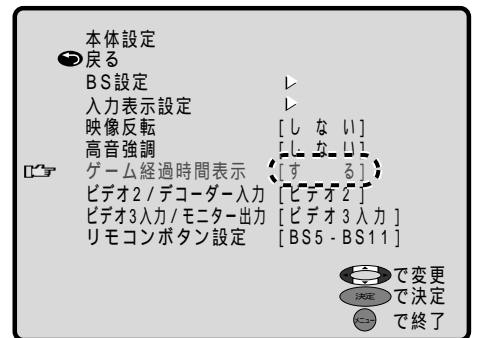 本体設定
戻る
BS設定
入力表示設定
映像反転 [しない]
高音強調 [しない]
ゲーム経過時間表示 [する]
ビデオ2/デコーダー入力 [ビデオ2]
ビデオ3入力/モニター出力 [ビデオ3入力]
リモコンボタン設定 [BS5-BS11]
で変更
決定 で決定
メニュー で終了